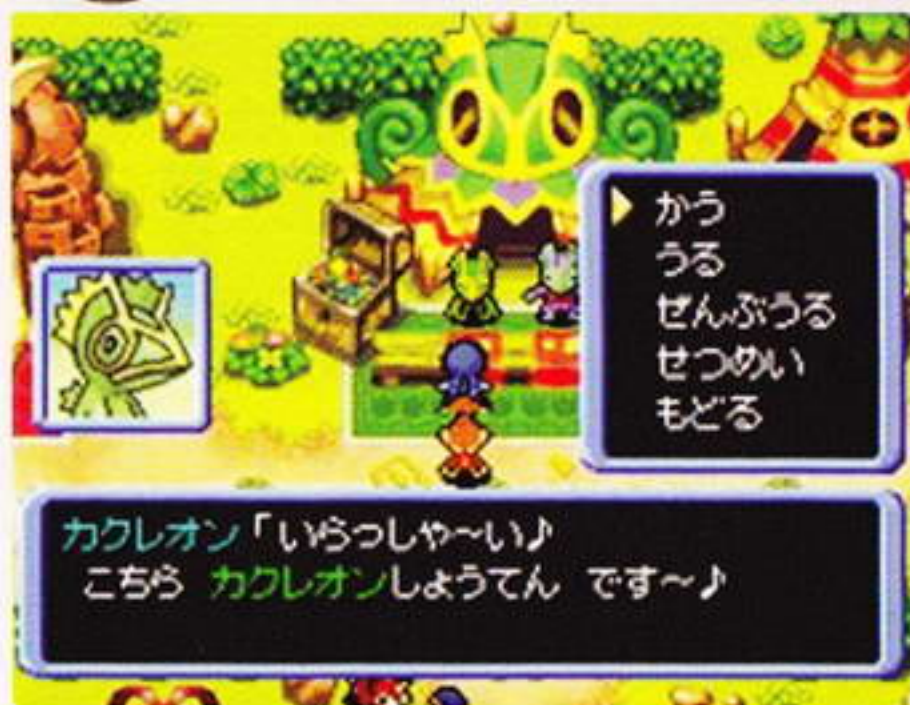 かう
うる
ぜんぶうる
せつめい
もどる
カクレオン「いらっしゃ～い♪
こちら カクレオンしょうてん です～♪